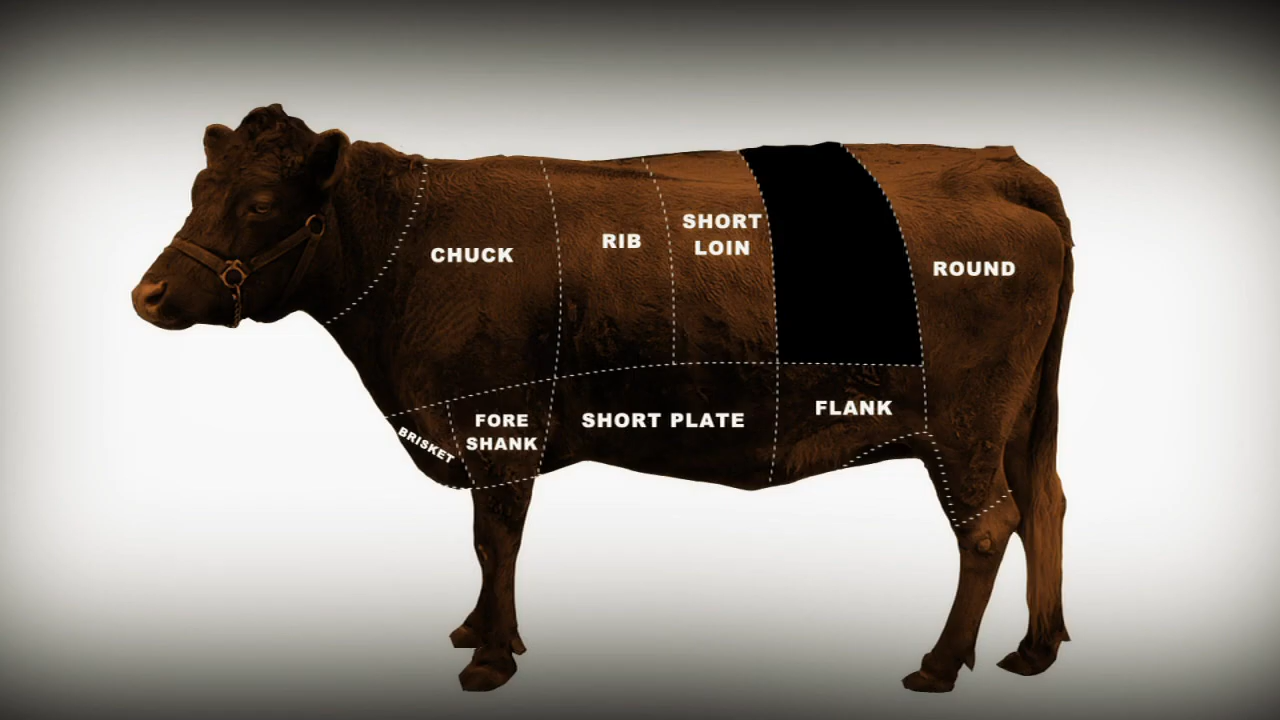 CHUCK
RIB
SHORT
LOIN
ROUND
BRISKET
FORE
SHANK
SHORT PLATE
FLANK